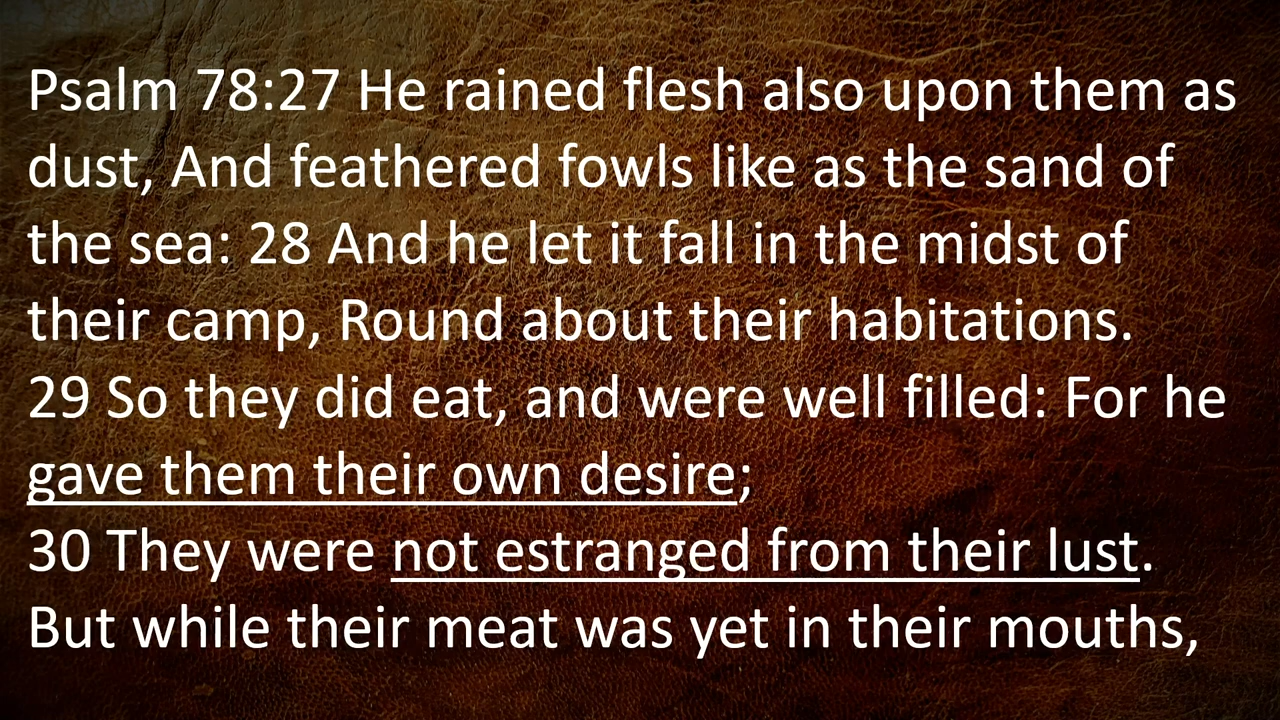 Psalm 78:27 He rained flesh also upon them as
dust, And feathered fowls like as the sand of
the sea: 28 And he let it fall in the midst of
their camp, Round about their habitations.
29 So they did eat, and were well filled: For he
gave them their own desire;
30 They were not estranged from their lust.
But while their meat was yet in their mouths,